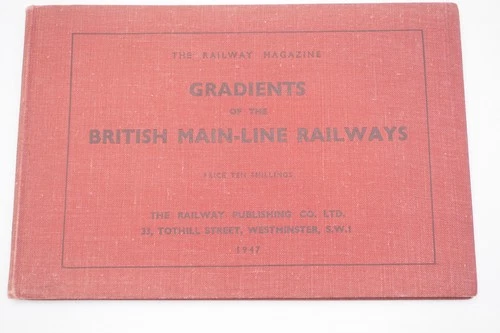 THE RAILWAY MAGAZINE
GRADIENTS
OF THE
BRITISH MAIN-LINE RAILWAYS
PRICE TEN SHILLINGS
THE RAILWAY PUBLISHING CO. LTD.
33, TOTHILL STREET, WESTMINSTER, S.W.1
1947